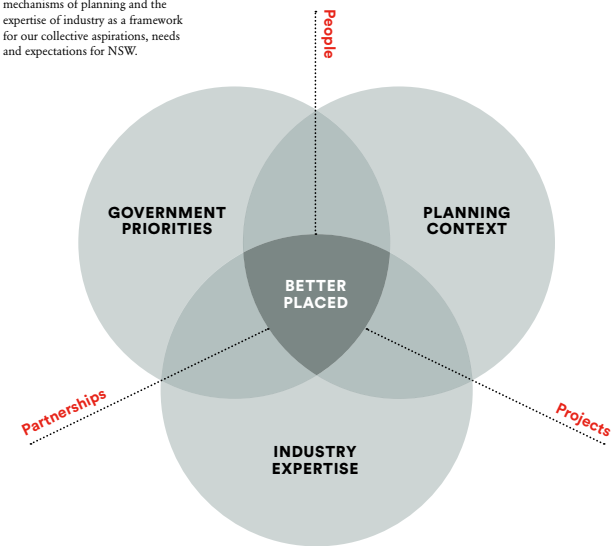 mechanisms of planning and the
expertise of industry as a framework
for our collective aspirations, needs
and expectations for NSW.
People
GOVERNMENT
PRIORITIES
PLANNING
CONTEXT
BETTER
PLACED
Partnerships
Projects
INDUSTRY
EXPERTISE